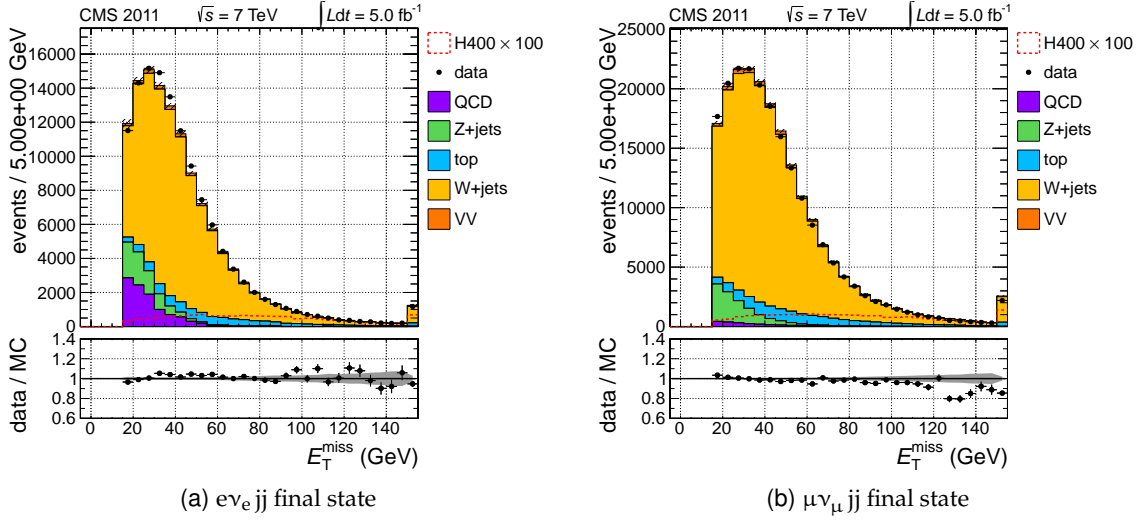 CMS 2011 √s = 7 TeV ∫Ldt = 5.0 fb⁻¹
events / 5.00e+00 GeV
16000
14000
12000
10000
8000
6000
4000
2000
0
H400 × 100
data
QCD
Z+jets
top
W+jets
VV
data / MC
1.4
1.2
1
0.8
0.6
0 20 40 60 80 100 120 140
E_T^miss (GeV)
(a) eν_e jj final state
CMS 2011 √s = 7 TeV ∫Ldt = 5.0 fb⁻¹
events / 5.00e+00 GeV
25000
20000
15000
10000
5000
0
H400 × 100
data
QCD
Z+jets
top
W+jets
VV
data / MC
1.4
1.2
1
0.8
0.6
0 20 40 60 80 100 120 140
E_T^miss (GeV)
(b) μν_μ jj final state